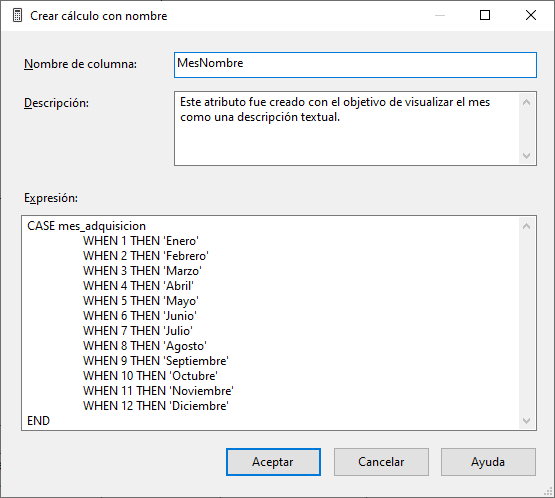 Crear cálculo con nombre
Nombre de columna:
MesNombre
Descripción:
Este atributo fue creado con el objetivo de visualizar el mes
como una descripción textual.
Expresión:
CASE mes_adquisicion
WHEN 1 THEN 'Enero'
WHEN 2 THEN 'Febrero'
WHEN 3 THEN 'Marzo'
WHEN 4 THEN 'Abril'
WHEN 5 THEN 'Mayo'
WHEN 6 THEN 'Junio'
WHEN 7 THEN 'Julio'
WHEN 8 THEN 'Agosto'
WHEN 9 THEN 'Septiembre'
WHEN 10 THEN 'Octubre'
WHEN 11 THEN 'Noviembre'
WHEN 12 THEN 'Diciembre'
END
Aceptar
Cancelar
Ayuda